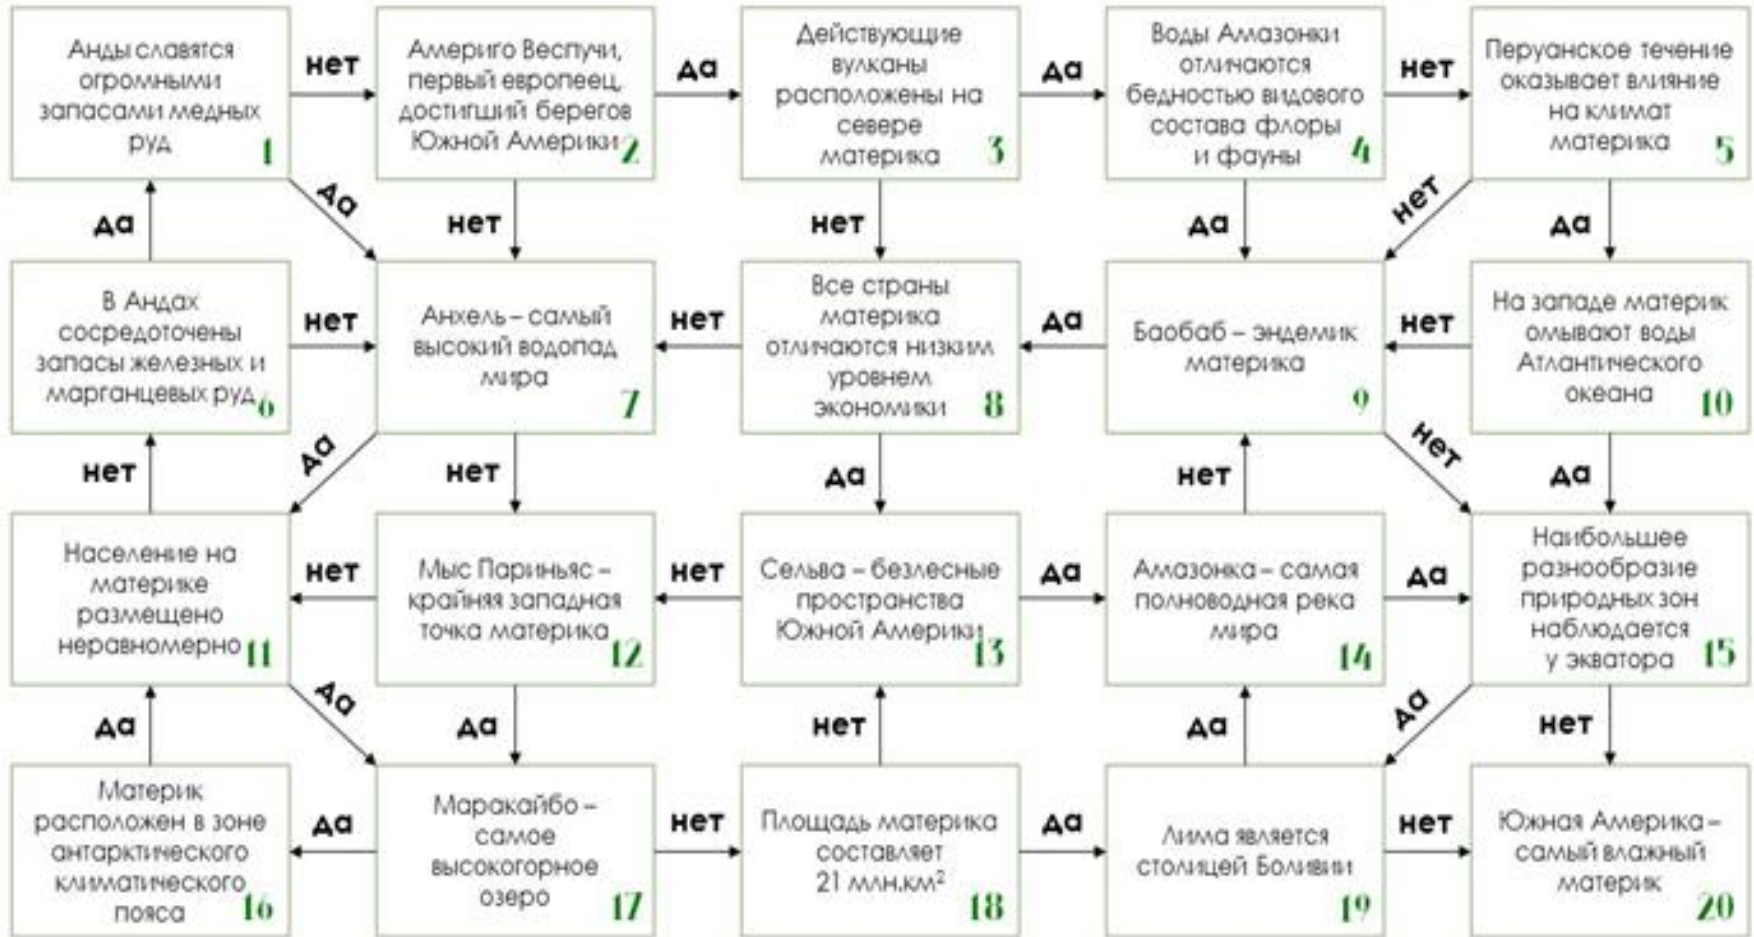 Анды славятся
огромными
запасами медных
руд
1
нет
Америго Веспучи,
первый европеец,
достигший берегов
Южной Америки
2
да
Действующие
вулканы
расположены на
севере
материка
3
да
Воды Амазонки
отличаются
бедностью видового
состава флоры
и фауны
4
нет
Перуанское течение
оказывает влияние
на климат
материка
5
да
да
нет
нет
да
нет
да
В Андах
сосредоточены
запасы железных и
марганцевых руд
6
нет
Анхель – самый
высокий водопад
мира
7
нет
Все страны
материка
отличаются низким
уровнем
экономики
8
да
Баобаб – эндемик
материка
9
нет
На западе материк
омывают воды
Атлантического
океана
10
нет
да
нет
да
нет
нет
да
Население на
материке
размещено
неравномерно
11
нет
Мыс Париньяс –
крайняя западная
точка материка
12
нет
Сельва – безлесные
пространства
Южной Америки
13
да
Амазонка – самая
полноводная река
мира
14
да
Наибольшее
разнообразие
природных зон
наблюдается
у экватора
15
да
да
да
нет
да
да
нет
Материк
расположен в зоне
антарктического
климатического
пояса
16
да
Маракайбо –
самое
высокогорное
озеро
17
нет
Площадь материка
составляет
21 млн.км²
18
да
Лима является
столицей Боливии
19
нет
Южная Америка –
самый влажный
материк
20